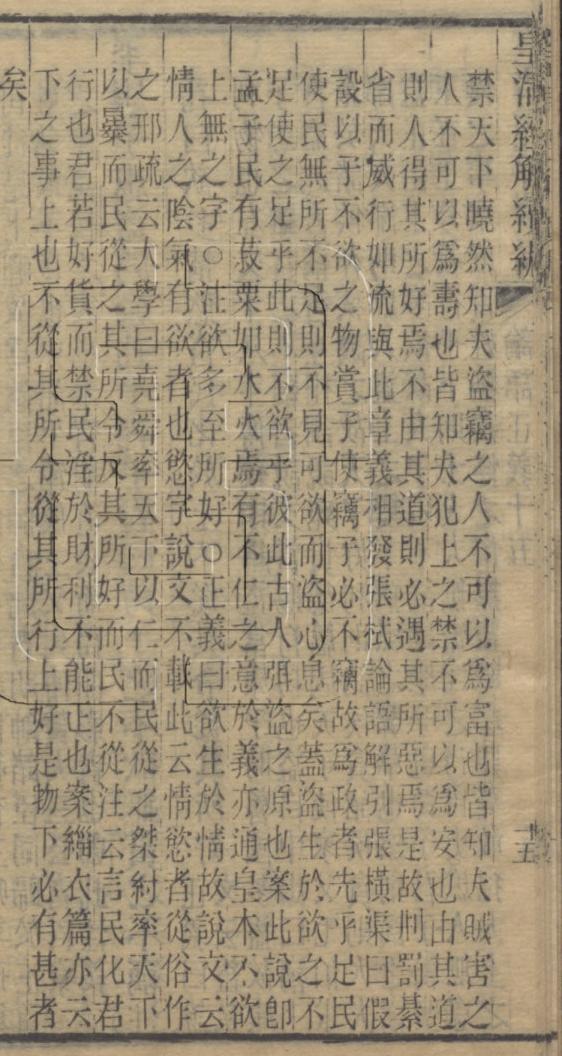 皇清經解續編
禁天下曉然知夫盜竊之人不可以爲富也皆知夫賊害之
人不可以爲壽也皆知夫犯上之禁不可以爲安也由其道
則人得其所好焉不由其道則必遇其所惡焉是故刑罰綦
省而威行如流與此章義相發張栻論語解引張橫渠曰假
設以子不欲之物賞子使竊子必不竊故爲政者先乎足民
使民無所不足則不見可欲而盜心息矣蓋盜生於欲之不
足使之足乎此則不欲乎彼此古人弭盜之原也案此說卽
孟子民有菽粟如水火焉有不仁之意於義亦通皇本不欲
上無之字○注欲多至所好○正義曰欲生於情故說文云
情人之陰氣有欲者也慾字說文不載此云情慾者從俗作
之邢疏云大學曰堯舜率天下以仁而民從之桀紂率天下
以暴而民從之其所令反其所好而民不從注云言民化君
行也君若好貨而禁民淫於財利不能正也案緇衣篇亦云
下之事上也不從其所令從其所行上好是物下必有甚者
矣
十五